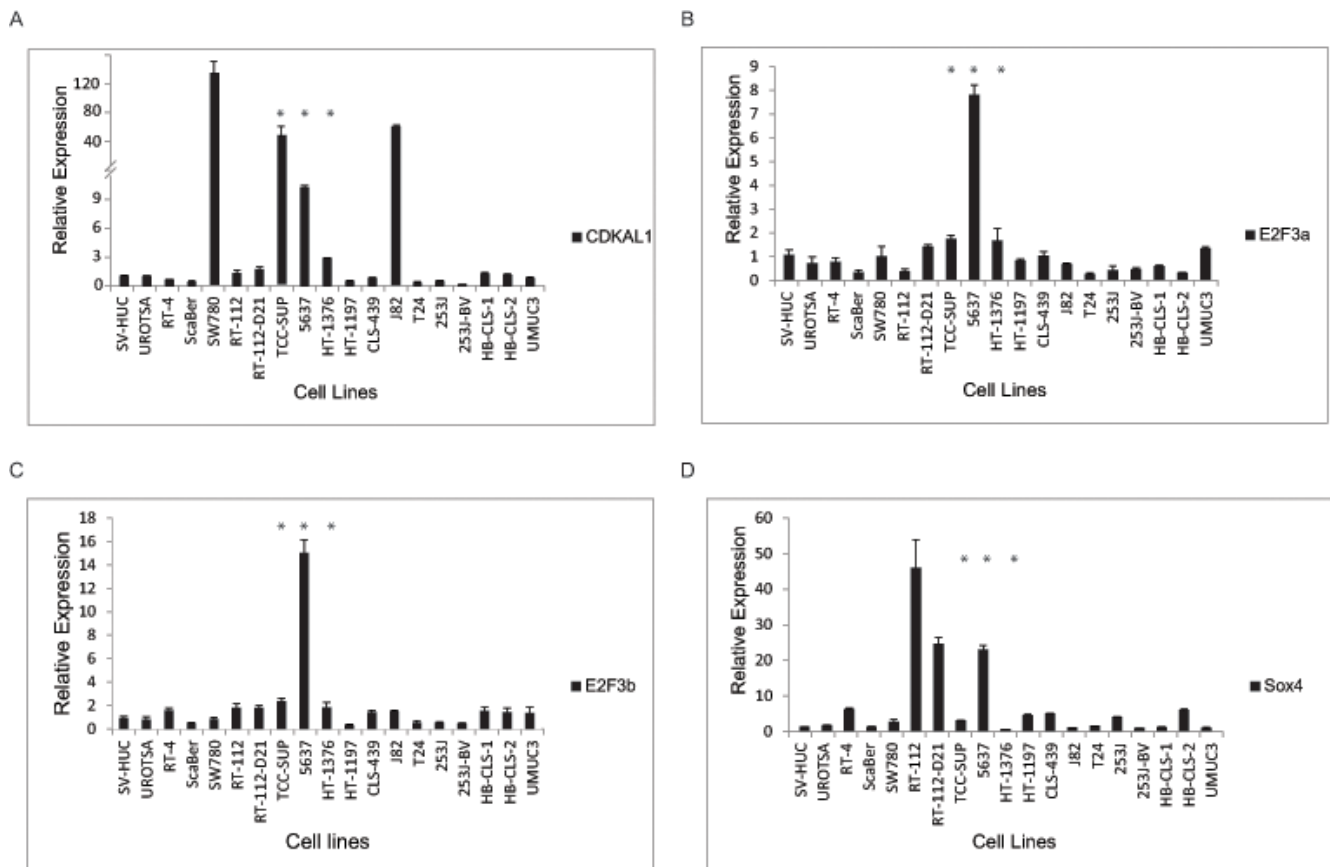 A
Relative Expression
120
80
40
9
6
3
0
* * *
SV-HUC
UROTSA
RT-4
ScaBer
SW780
RT-112
RT-112-D21
TCC-SUP
5637
HT-1376
HT-1197
CLS-439
J82
T24
253J
253J-BV
HB-CLS-1
HB-CLS-2
UMUC3
Cell Lines
CDKAL1
B
Relative Expression
9
8
7
6
5
4
3
2
1
0
* * *
SV-HUC
UROTSA
RT-4
ScaBer
SW780
RT-112
RT-112-D21
TCC-SUP
5637
HT-1376
HT-1197
CLS-439
J82
T24
253J
253J-BV
HB-CLS-1
HB-CLS-2
UMUC3
Cell Lines
E2F3a
C
Relative Expression
18
16
14
12
10
8
6
4
2
0
* * *
SV-HUC
UROTSA
RT-4
ScaBer
SW780
RT-112
RT-112-D21
TCC-SUP
5637
HT-1376
HT-1197
CLS-439
J82
T24
253J
253J-BV
HB-CLS-1
HB-CLS-2
UMUC3
Cell lines
E2F3b
D
Relative Expression
60
50
40
30
20
10
0
* * *
SV-HUC
UROTSA
RT-4
ScaBer
SW780
RT-112
RT-112-D21
TCC-SUP
5637
HT-1376
HT-1197
CLS-439
J82
T24
253J
253J-BV
HB-CLS-1
HB-CLS-2
UMUC3
Cell Lines
Sox4